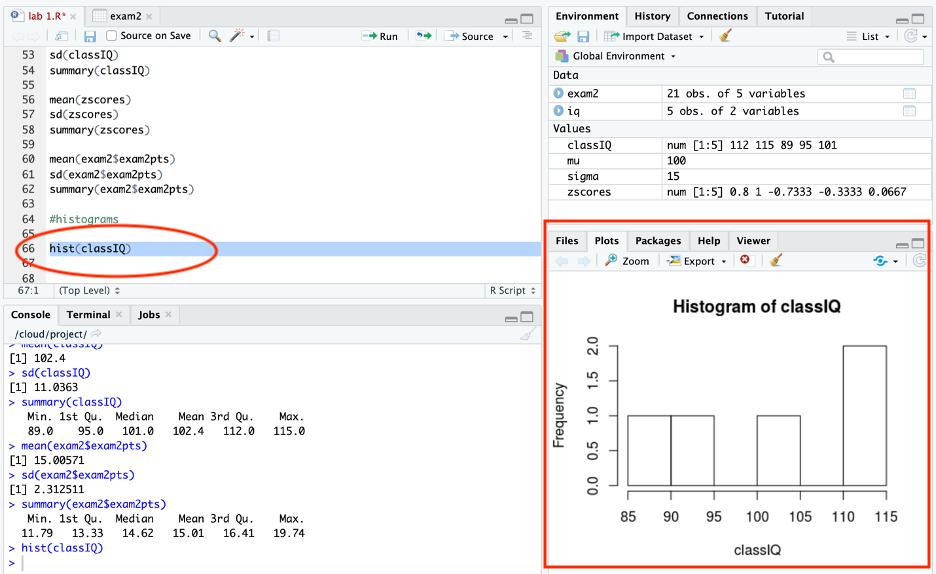 lab 1.R* × exam2 ×
Source on Save Run Source
53 sd(classIQ)
54 summary(classIQ)
55
56 mean(zscores)
57 sd(zscores)
58 summary(zscores)
59
60 mean(exam2$exam2pts)
61 sd(exam2$exam2pts)
62 summary(exam2$exam2pts)
63
64 #histograms
65
66 hist(classIQ)
67
68
67:1 (Top Level) R Script
Console Terminal × Jobs ×
/cloud/project/
> mean(classIQ)
[1] 102.4
> sd(classIQ)
[1] 11.0363
> summary(classIQ)
Min. 1st Qu. Median Mean 3rd Qu. Max.
89.0 95.0 101.0 102.4 112.0 115.0
> mean(exam2$exam2pts)
[1] 15.00571
> sd(exam2$exam2pts)
[1] 2.312511
> summary(exam2$exam2pts)
Min. 1st Qu. Median Mean 3rd Qu. Max.
11.79 13.33 14.62 15.01 16.41 19.74
> hist(classIQ)
>
Environment History Connections Tutorial
Import Dataset List
Global Environment
Data
exam2 21 obs. of 5 variables
iq 5 obs. of 2 variables
Values
classIQ num [1:5] 112 115 89 95 101
mu 100
sigma 15
zscores num [1:5] 0.8 1 -0.7333 -0.3333 0.0667
Files Plots Packages Help Viewer
Zoom Export
Histogram of classIQ
Frequency
2.0
1.5
1.0
0.5
0.0
85 90 95 100 105 110 115
classIQ